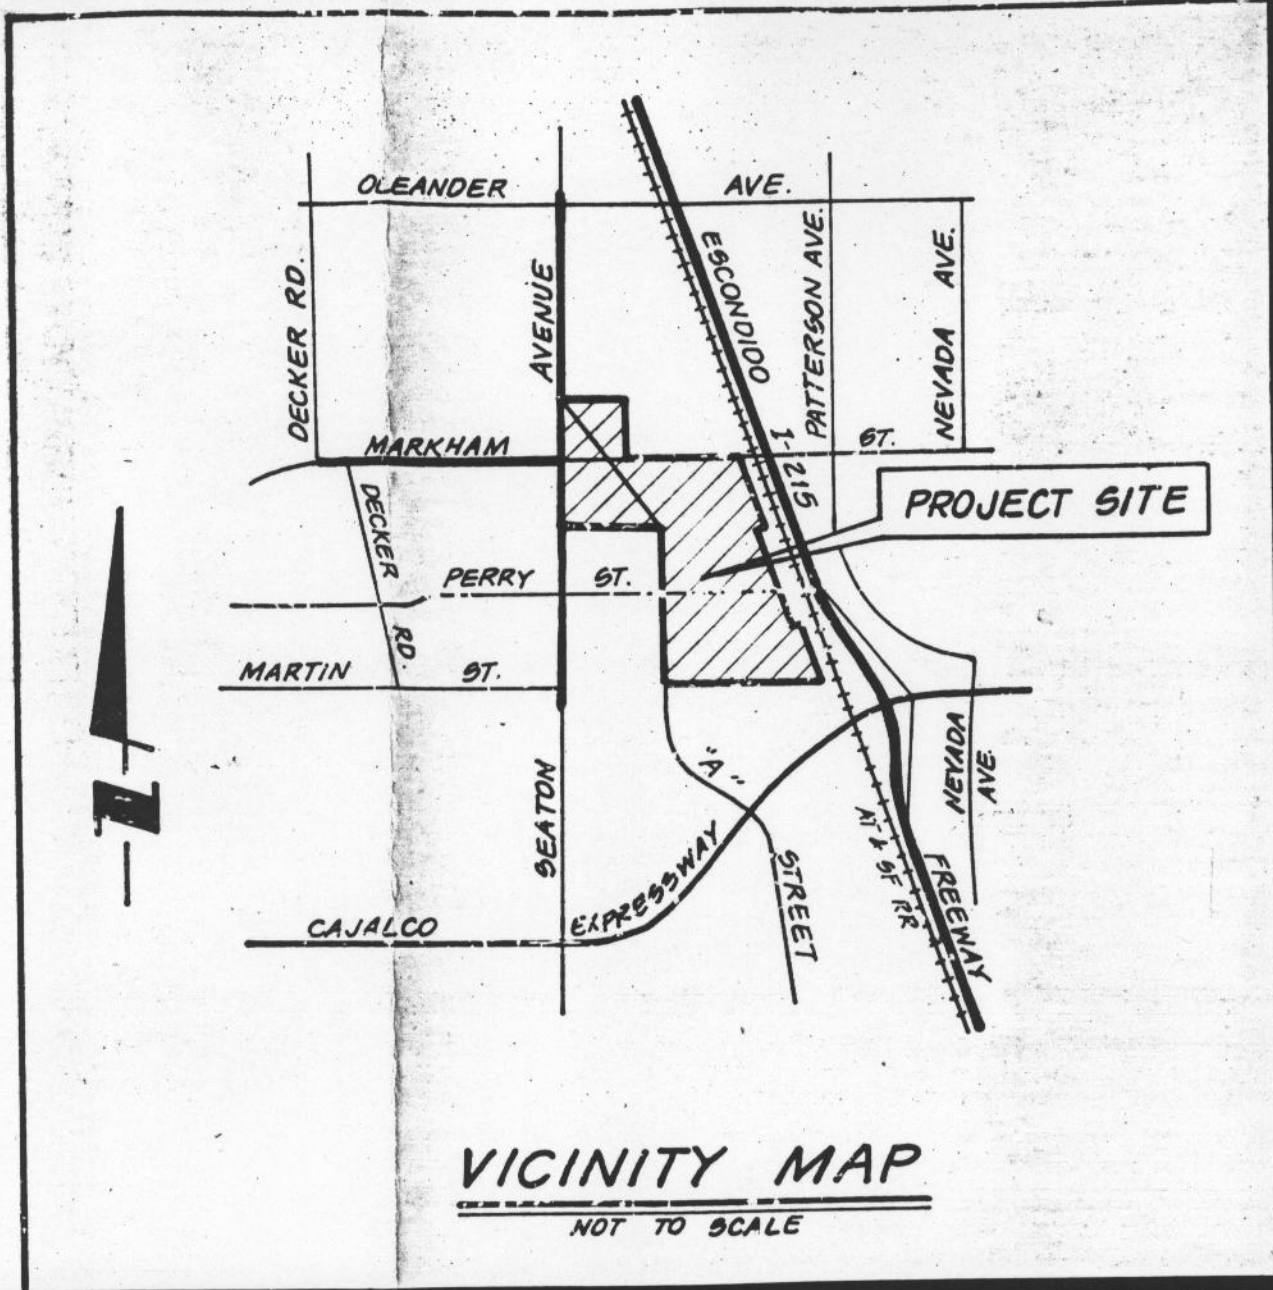 OLEANDER AVE.
DECKER RD.
AVENUE
ESCONDIDO
PATTERSON AVE.
NEVADA AVE.
MARKHAM
I-215
ST.
PROJECT SITE
DECKER
RD.
PERRY ST.
MARTIN ST.
"A"
STREET
NEVADA
AVE.
SEATON
AT & SF RR.
EXPRESSWAY
FREEWAY
CAJALCO
N
VICINITY MAP
NOT TO SCALE